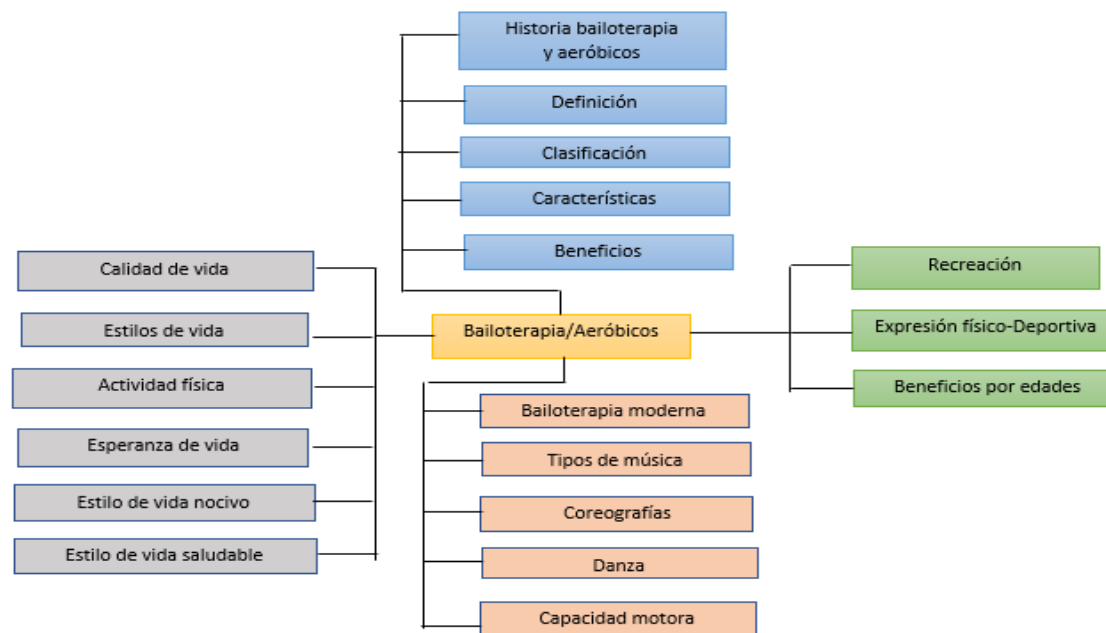 Historia bailoterapia
y aeróbicos
Definición
Clasificación
Características
Beneficios
Calidad de vida
Estilos de vida
Actividad física
Esperanza de vida
Estilo de vida nocivo
Estilo de vida saludable
Bailoterapia/Aeróbicos
Recreación
Expresión físico-Deportiva
Beneficios por edades
Bailoterapia moderna
Tipos de música
Coreografías
Danza
Capacidad motora